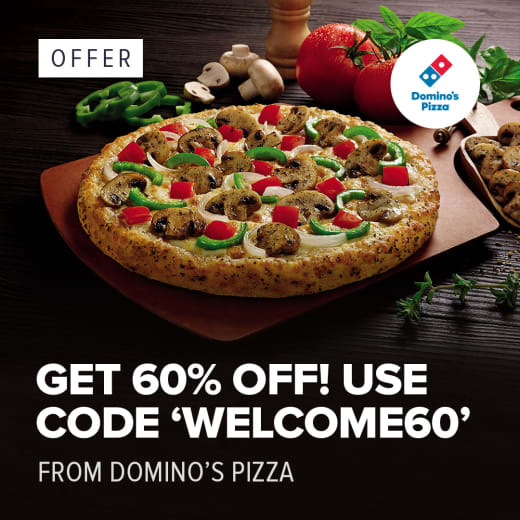 OFFER
Domino's
Pizza
GET 60% OFF! USE
CODE ‘WELCOME60’
FROM DOMINO’S PIZZA